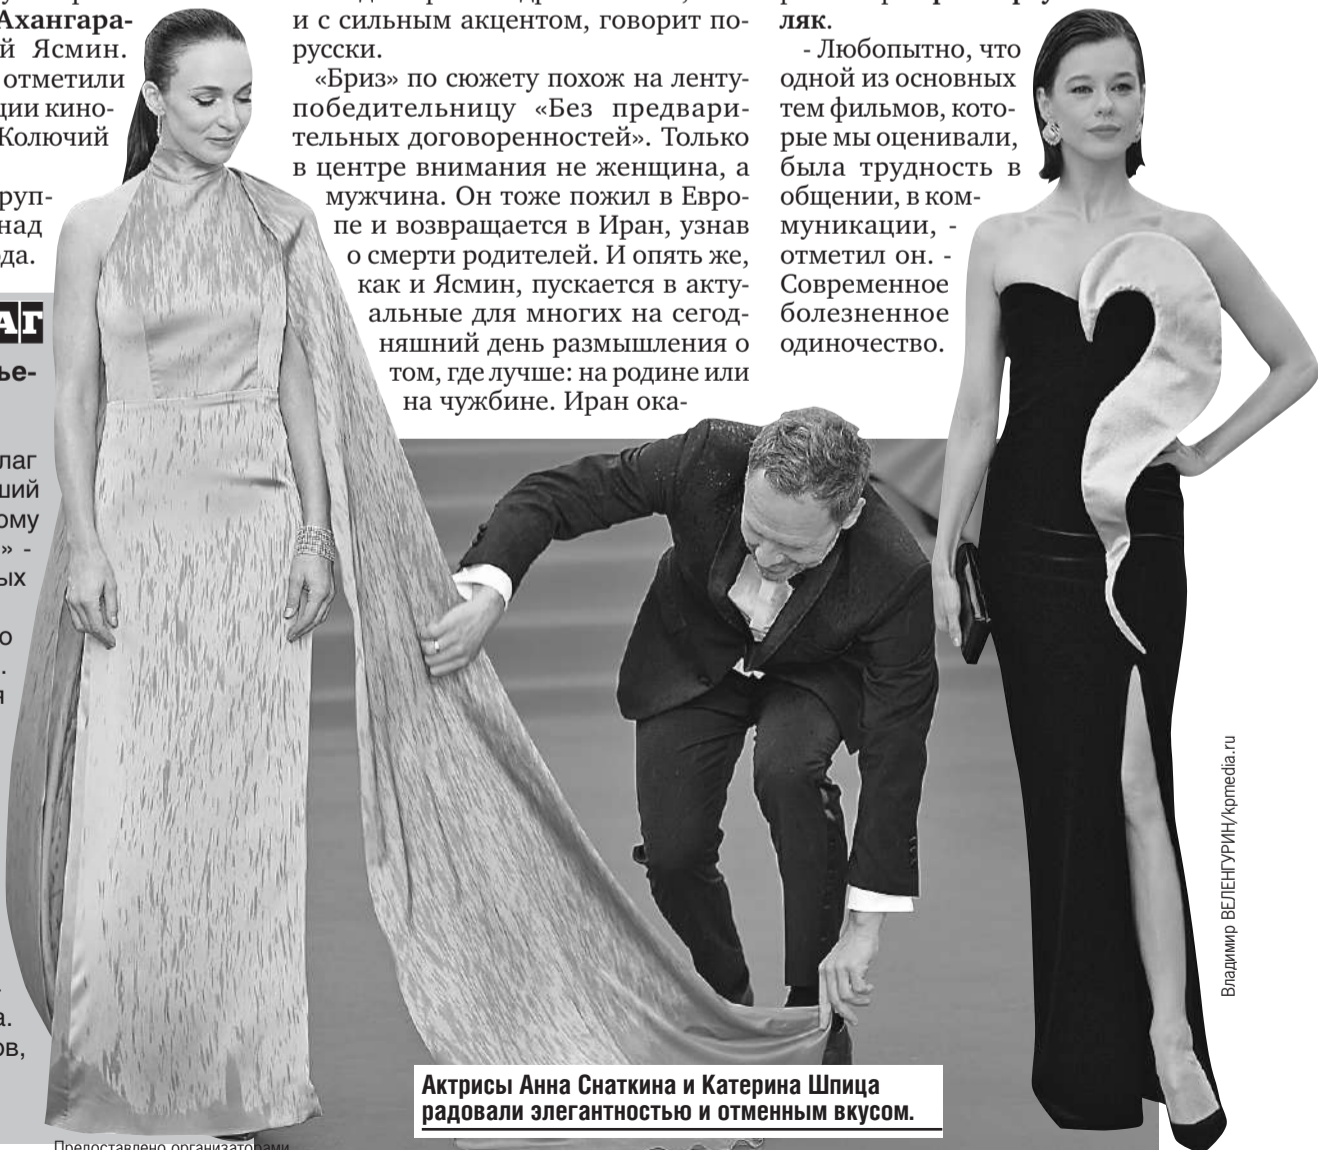 Ахангара-
й Ясмин.
отметили
ции кино-
Колючий
руп-
над
да.
АГ
ье-
лаг
ший
ому
» -
ых
о
.
я
а.
ов,
и с сильным акцентом, говорит по-
русски.
«Бриз» по сюжету похож на ленту-
победительницу «Без предвари-
тельных договоренностей». Только
в центре внимания не женщина, а
мужчина. Он тоже пожил в Евро-
пе и возвращается в Иран, узнав
о смерти родителей. И опять же,
как и Ясмин, пускается в акту-
альные для многих на сегод-
няшний день размышления о
том, где лучше: на родине или
на чужбине. Иран ока-
ляк.
- Любопытно, что
одной из основных
тем фильмов, кото-
рые мы оценивали,
была трудность в
общении, в ком-
муникации, -
отметил он. -
Современное
болезненное
одиночество.
Владимир ВЕЛЕНГУРИН/kpmedia.ru
Актрисы Анна Снаткина и Катерина Шпица
радовали элегантностью и отменным вкусом.
Предоставлено организаторами